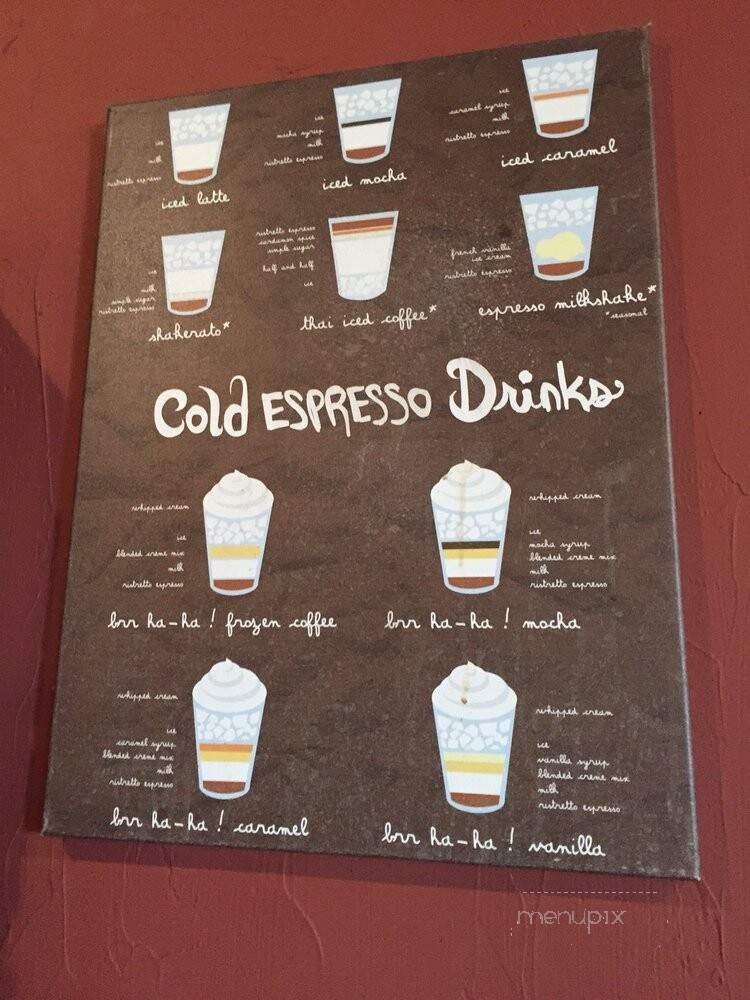 ice
milk
ristretto espresso
iced latte
ice
mocha syrup
milk
ristretto espresso
iced mocha
ice
caramel syrup
milk
ristretto espresso
iced caramel
ice
milk
simple sugar
ristretto espresso
shakerato*
ristretto espresso
cardamon spice
simple sugar
half and half
ice
thai iced coffee*
french vanilla
ice cream
ristretto espresso
espresso milkshake*
*seasonal
Cold ESPRESSO Drinks
whipped cream
ice
blended creme mix
milk
ristretto espresso
brr ha-ha! frozen coffee
whipped cream
ice
mocha syrup
blended creme mix
milk
ristretto espresso
brr ha-ha! mocha
whipped cream
ice
caramel syrup
blended creme mix
milk
ristretto espresso
brr ha-ha! caramel
whipped cream
ice
vanilla syrup
blended creme mix
milk
ristretto espresso
brr ha-ha! vanilla
menupix